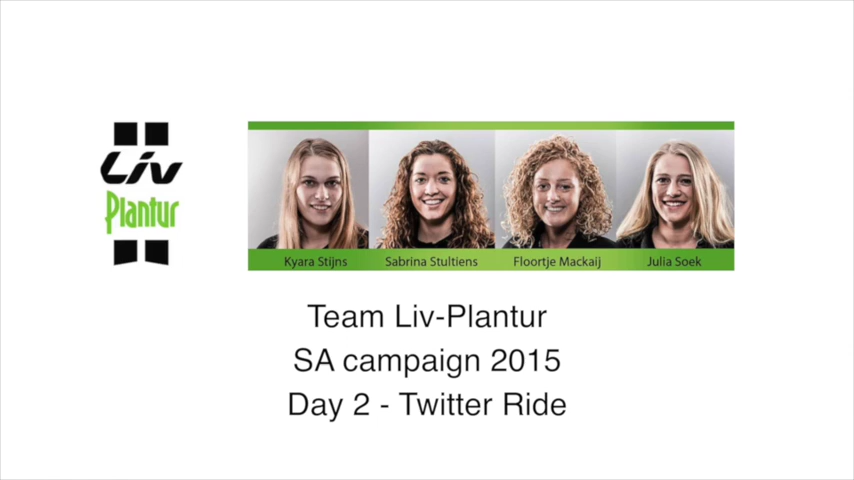 Liv
Plantur
Kyara Stijns
Sabrina Stultiens
Floortje Mackaij
Julia Soek
Team Liv-Plantur
SA campaign 2015
Day 2 - Twitter Ride